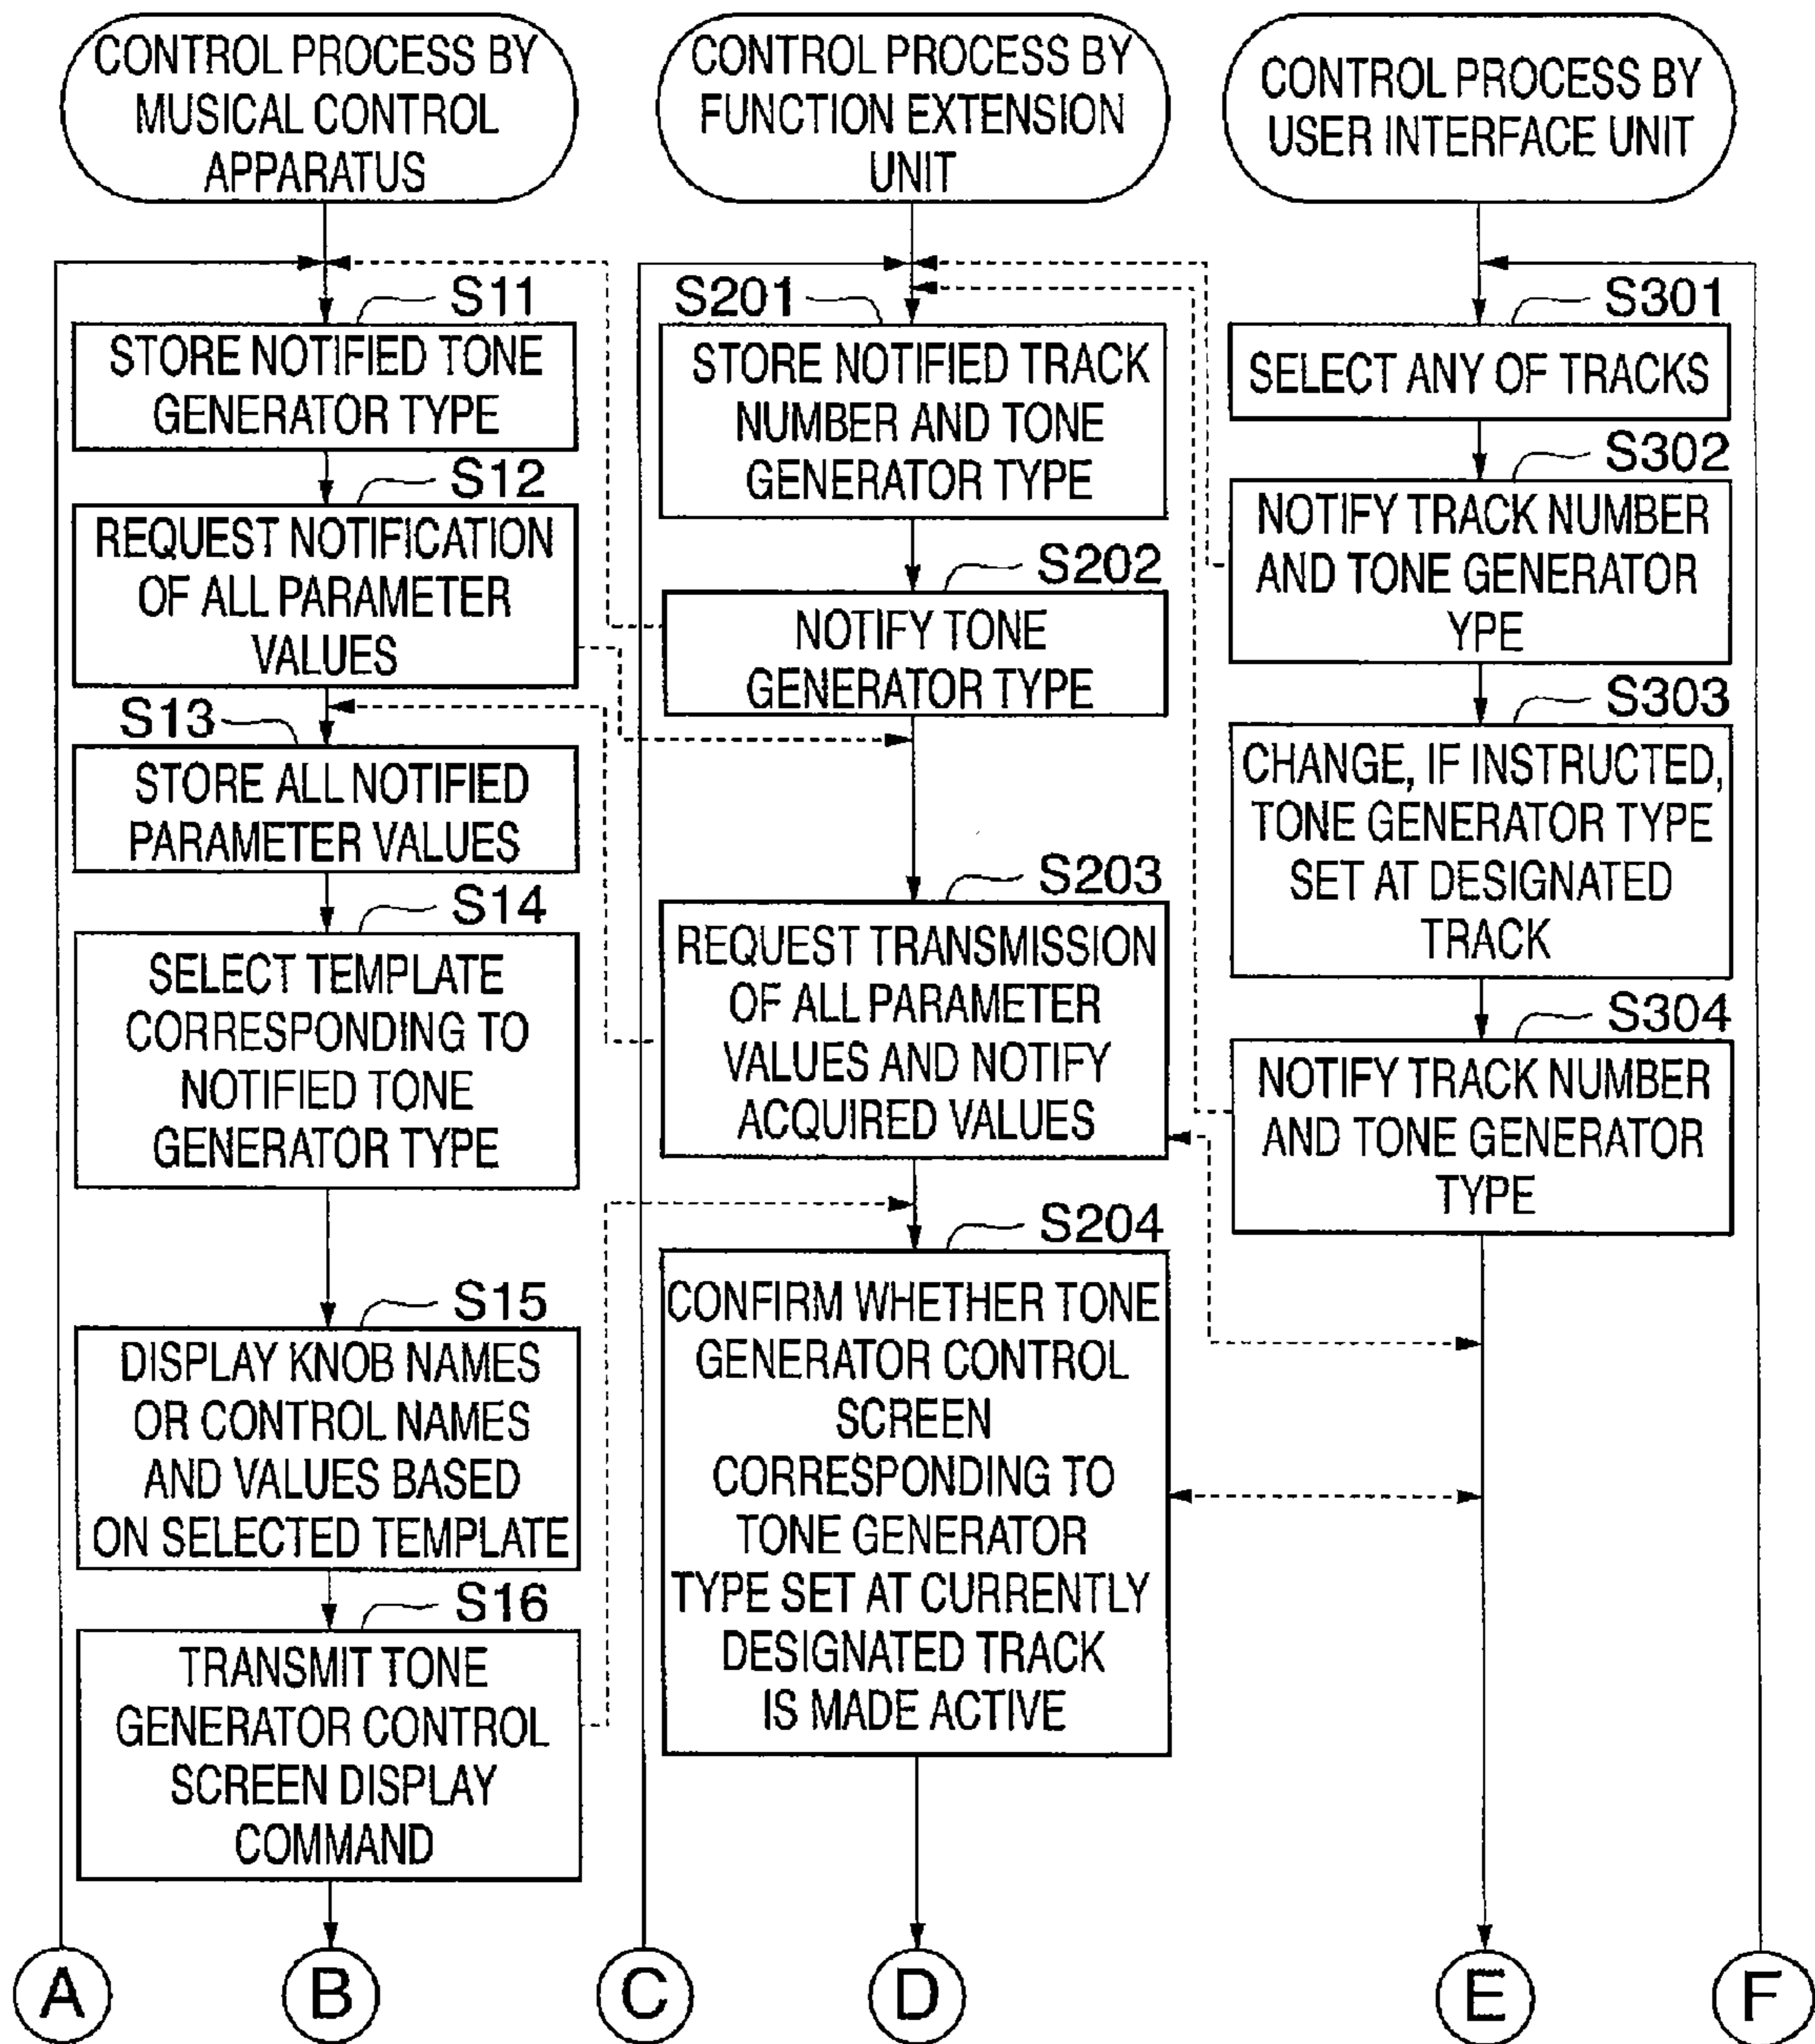 CONTROL PROCESS BY
MUSICAL CONTROL
APPARATUS
S11
STORE NOTIFIED TONE
GENERATOR TYPE
S12
REQUEST NOTIFICATION
OF ALL PARAMETER
VALUES
S13
STORE ALL NOTIFIED
PARAMETER VALUES
S14
SELECT TEMPLATE
CORRESPONDING TO
NOTIFIED TONE
GENERATOR TYPE
S15
DISPLAY KNOB NAMES
OR CONTROL NAMES
AND VALUES BASED
ON SELECTED TEMPLATE
S16
TRANSMIT TONE
GENERATOR CONTROL
SCREEN DISPLAY
COMMAND
A
B
CONTROL PROCESS BY
FUNCTION EXTENSION
UNIT
S201
STORE NOTIFIED TRACK
NUMBER AND TONE
GENERATOR TYPE
S202
NOTIFY TONE
GENERATOR TYPE
S203
REQUEST TRANSMISSION
OF ALL PARAMETER
VALUES AND NOTIFY
ACQUIRED VALUES
S204
CONFIRM WHETHER TONE
GENERATOR CONTROL
SCREEN
CORRESPONDING TO
TONE GENERATOR
TYPE SET AT CURRENTLY
DESIGNATED TRACK
IS MADE ACTIVE
C
D
CONTROL PROCESS BY
USER INTERFACE UNIT
S301
SELECT ANY OF TRACKS
S302
NOTIFY TRACK NUMBER
AND TONE GENERATOR
YPE
S303
CHANGE, IF INSTRUCTED,
TONE GENERATOR TYPE
SET AT DESIGNATED
TRACK
S304
NOTIFY TRACK NUMBER
AND TONE GENERATOR
TYPE
E
F